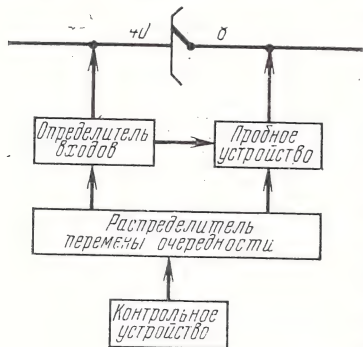 Определитель
входов
Пробное
устройство
Распределитель
перемены очередности
Контрольное
устройство